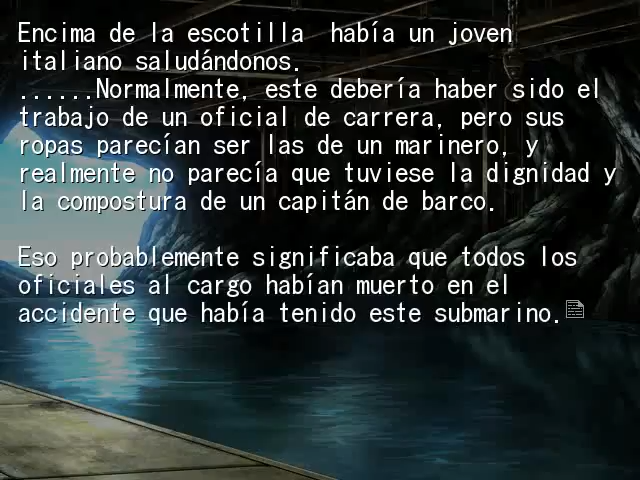 Encima de la escotilla  había un joven
italiano saludándonos.
......Normalmente, este debería haber sido el
trabajo de un oficial de carrera, pero sus
ropas parecían ser las de un marinero, y
realmente no parecía que tuviese la dignidad y
la compostura de un capitán de barco.

Eso probablemente significaba que todos los
oficiales al cargo habían muerto en el
accidente que había tenido este submarino.